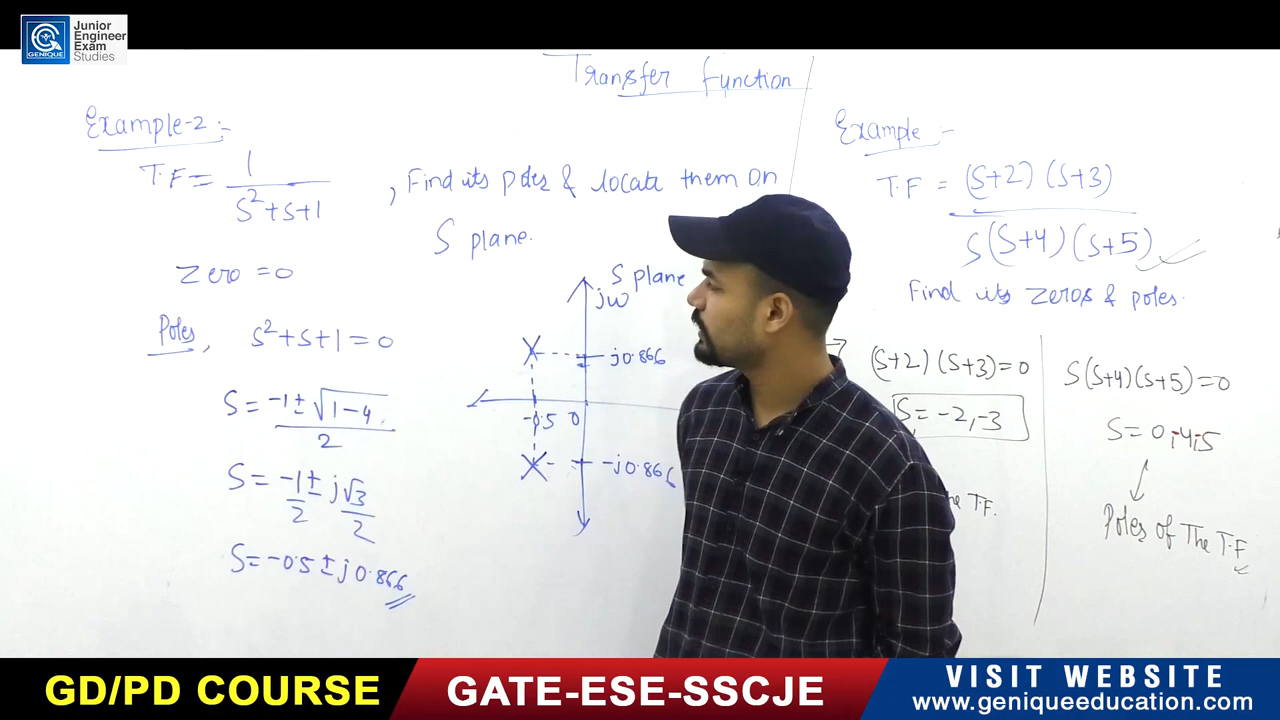 GENIQUE
Junior
Engineer
Exam
Studies
Transfer function
Example-2 :-
T.F = 1 / S²+S+1 , Find its poles & locate them on
S plane.
Zero = 0
Poles, S²+S+1 = 0
S = -1 ± √1-4 / 2
S = -1/2 ± j√3/2
S = -0.5 ± j0.866
S plane
jω
j0.866
-0.5 0
-j0.866
Example :-
T.F = (S+2) (S+3) / S(S+4) (S+5)
Find its zeros & poles.
(S+2) (S+3) = 0
S = -2, -3
The T.F.
S(S+4)(S+5) = 0
S = 0,-4,-5
Poles of The T.F
GD/PD COURSE
GATE-ESE-SSCJE
VISIT WEBSITE
www.geniqueeducation.com